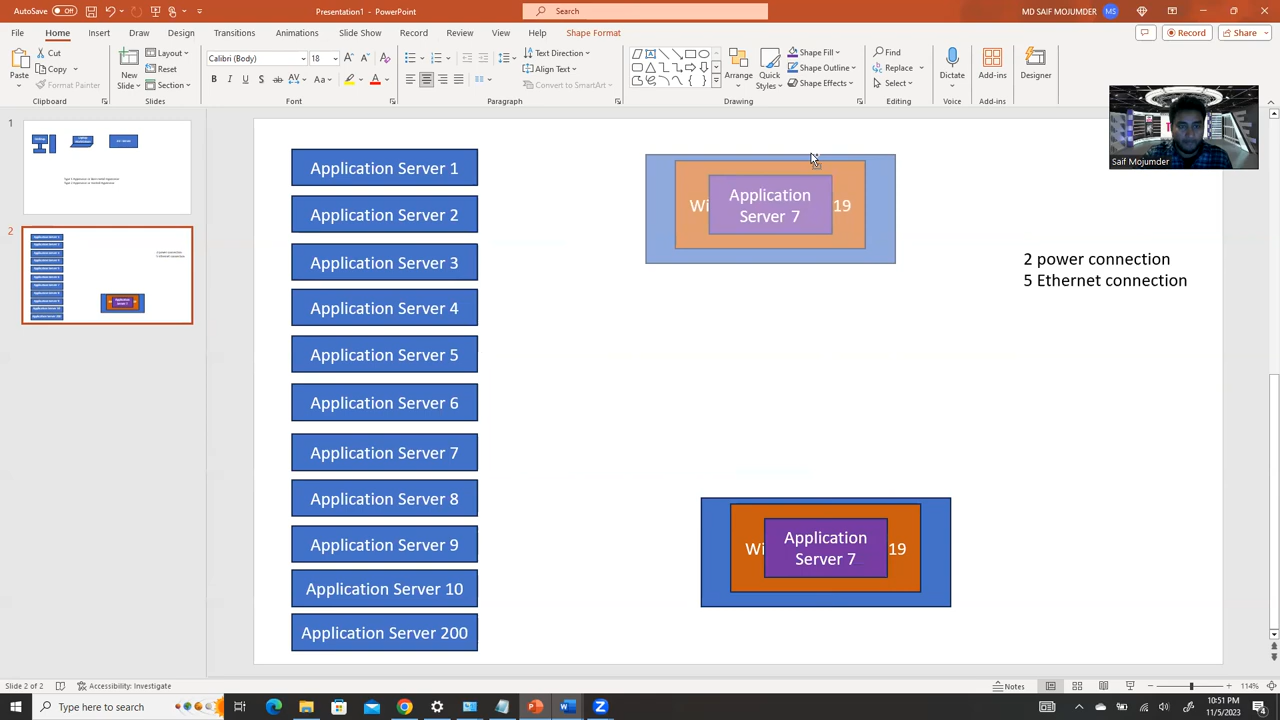 AutoSave Off Presentation1 - PowerPoint Search MD SAIF MOJUMDER MS
File Home Insert Draw Design Transitions Animations Slide Show Record Review View Help Shape Format Record Share
Paste Cut Copy Format Painter
Clipboard
New Slide Layout Reset Section
Slides
Calibri (Body) 18
Font
Text Direction Align Text Convert to SmartArt
Paragraph
Arrange Quick Styles Shape Fill Shape Outline Shape Effects
Drawing
Find Replace Select
Editing
Dictate
Voice
Add-ins
Add-ins
Designer
Saif Mojumder
1
2
Application Server 1
Application Server 2
Application Server 3
Application Server 4
Application Server 5
Application Server 6
Application Server 7
Application Server 8
Application Server 9
Application Server 10
Application Server 200
Wi 19
Application
Server 7
2 power connection
5 Ethernet connection
Wi 19
Application
Server 7
Slide 2 of 2 Accessibility: Investigate Notes 114%
Type here to search
10:51 PM
11/5/2023